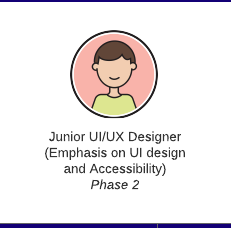 Junior UI/UX Designer
(Emphasis on UI design
and Accessibility)
Phase 2